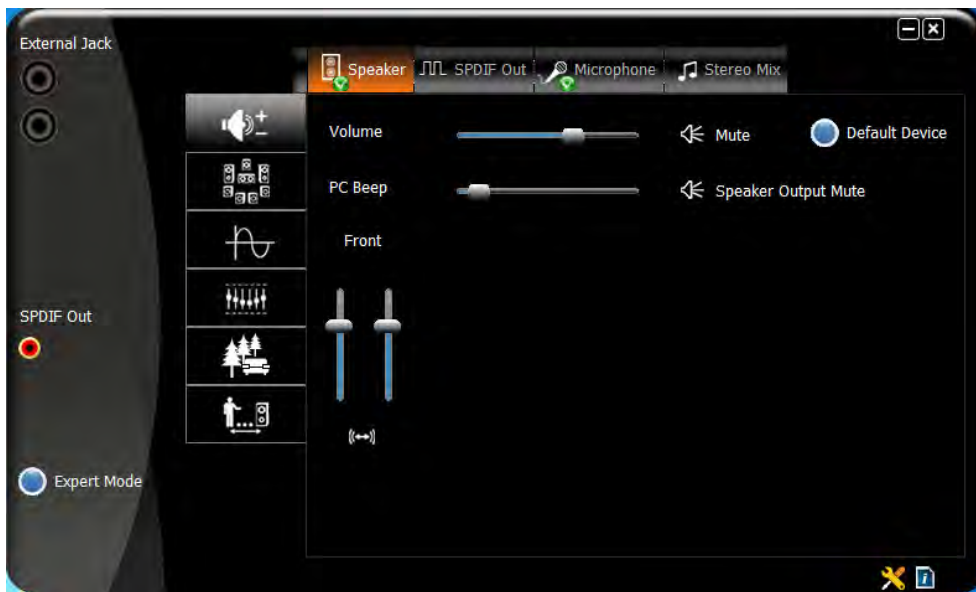 External Jack
Speaker SPDIF Out Microphone Stereo Mix
Volume Mute Default Device
PC Beep Speaker Output Mute
Front
SPDIF Out
Expert Mode